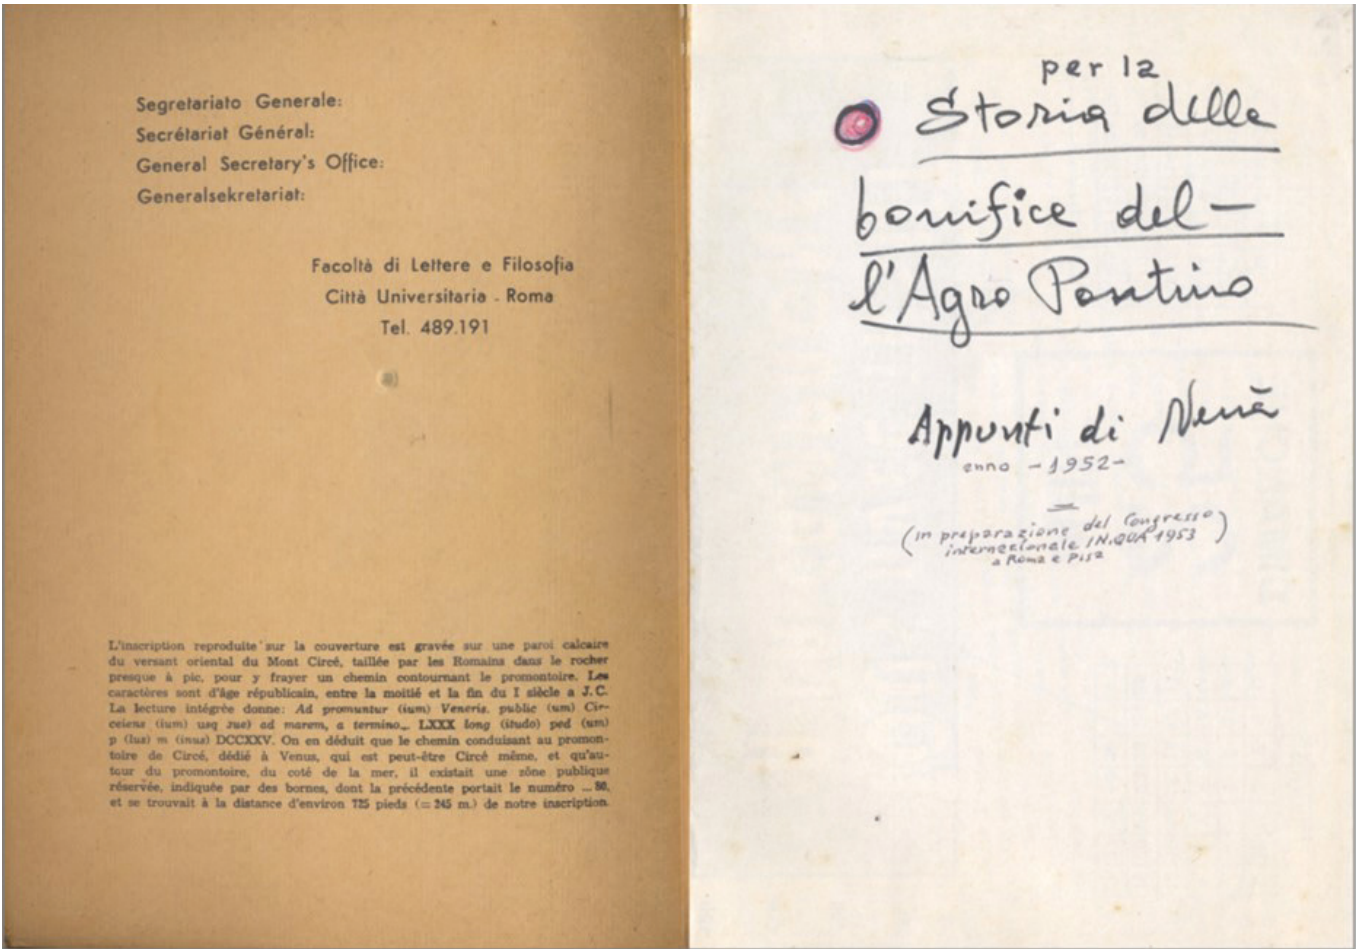 Segretariato Generale:
Secrétariat Général:
General Secretary's Office:
Generalsekretariat:
Facoltà di Lettere e Filosofia
Città Universitaria - Roma
Tel. 489.191
L'inscription reproduite sur la couverture est gravée sur une paroi calcaire
du versant oriental du Mont Circé, taillée par les Romains dans le rocher
presque à pic, pour y frayer un chemin contournant le promontoire. Les
caractères sont d'âge républicain, entre la moitié et la fin du I siècle a J. C.
La lecture intégrée donne: Ad promuntur (ium) Veneris. public (um) Cir-
ceiens (ium) usq sue) ad marem, a termino_ LXXX long (itudo) ped (um)
p (lus) m (inus) DCCXXV. On en déduit que le chemin conduisant au promon-
toire de Circé, dédié à Venus, qui est peut-être Circé même, et qu'au-
tour du promontoire, du coté de la mer, il existait une zône publique
réservée, indiquée par des bornes, dont la précédente portait le numéro _ 80,
et se trouvait à la distance d'environ 725 pieds (= 245 m.) de notre inscription.
per la
Storia delle
bonifice del-
l'Agro Pontino
Appunti di
anno - 1952 -
(in preparazione del Congresso
internazionale IN.QUA 1953)
a Roma e Pisa